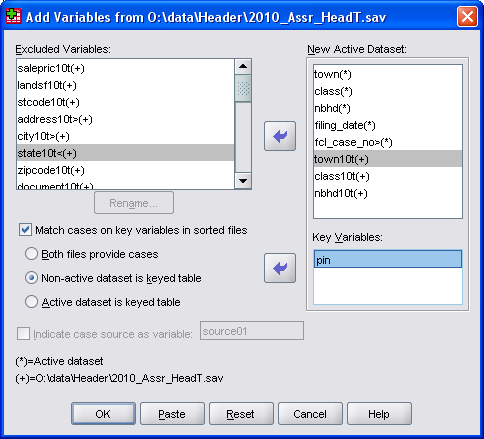 Add Variables from O:\data\Header\2010_Assr_HeadT.sav
Excluded Variables:
salepric10t(+)
landsf10t(+)
stcode10t(+)
address10t>(+)
city10t>(+)
state10t<(+)
zipcode10t(+)
document10t(+)
Rename...
New Active Dataset:
town(*)
class(*)
nbhd(*)
filing_date(*)
fcl_case_no>(*)
town10t(+)
class10t(+)
nbhd10t(+)
Match cases on key variables in sorted files
Both files provide cases
Non-active dataset is keyed table
Active dataset is keyed table
Key Variables:
pin
Indicate case source as variable: source01
(*)=Active dataset
(+)=O:\data\Header\2010_Assr_HeadT.sav
OK Paste Reset Cancel Help